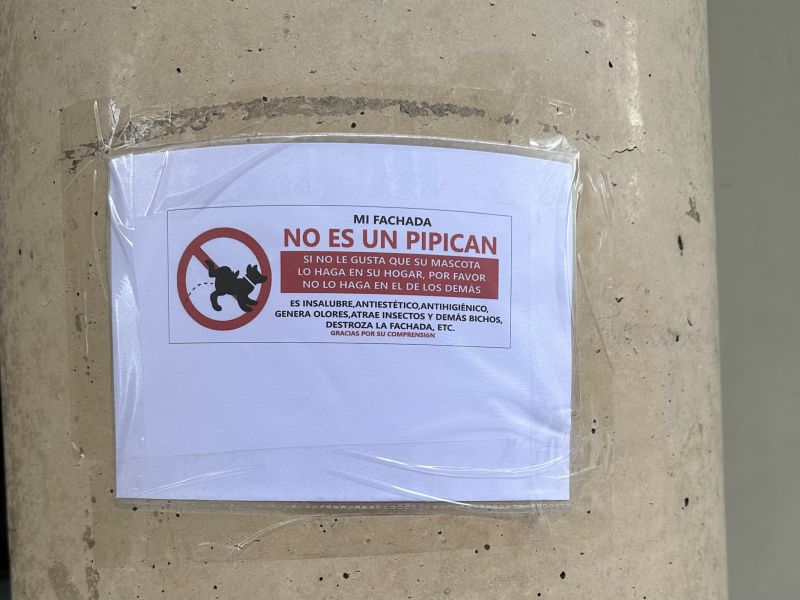 MI FACHADA
NO ES UN PIPICAN
SI NO LE GUSTA QUE SU MASCOTA
LO HAGA EN SU HOGAR, POR FAVOR
NO LO HAGA EN EL DE LOS DEMÁS
ES INSALUBRE,ANTIESTÉTICO,ANTIHIGIÉNICO,
GENERA OLORES,ATRAE INSECTOS Y DEMÁS BICHOS,
DESTROZA LA FACHADA, ETC.
GRACIAS POR SU COMPRENSIóN